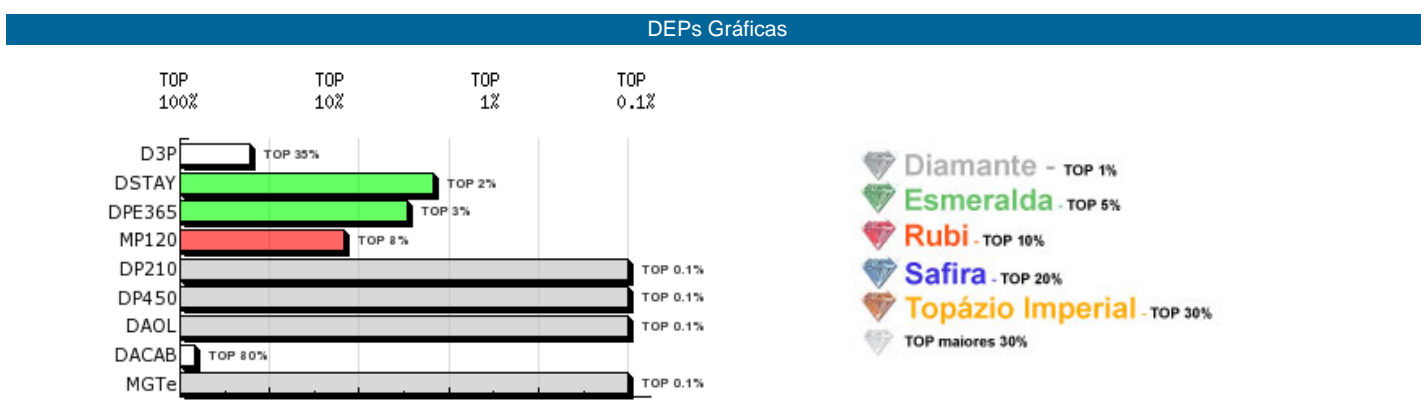 DEPs Gráficas
TOP 100%
TOP 10%
TOP 1%
TOP 0.1%
D3P TOP 35%
DSTAY TOP 2%
DPE365 TOP 3%
MP120 TOP 8%
DP210 TOP 0.1%
DP450 TOP 0.1%
DAOL TOP 0.1%
DACAB TOP 80%
MGTe TOP 0.1%
Diamante - TOP 1%
Esmeralda - TOP 5%
Rubi - TOP 10%
Safira - TOP 20%
Topázio Imperial - TOP 30%
TOP maiores 30%